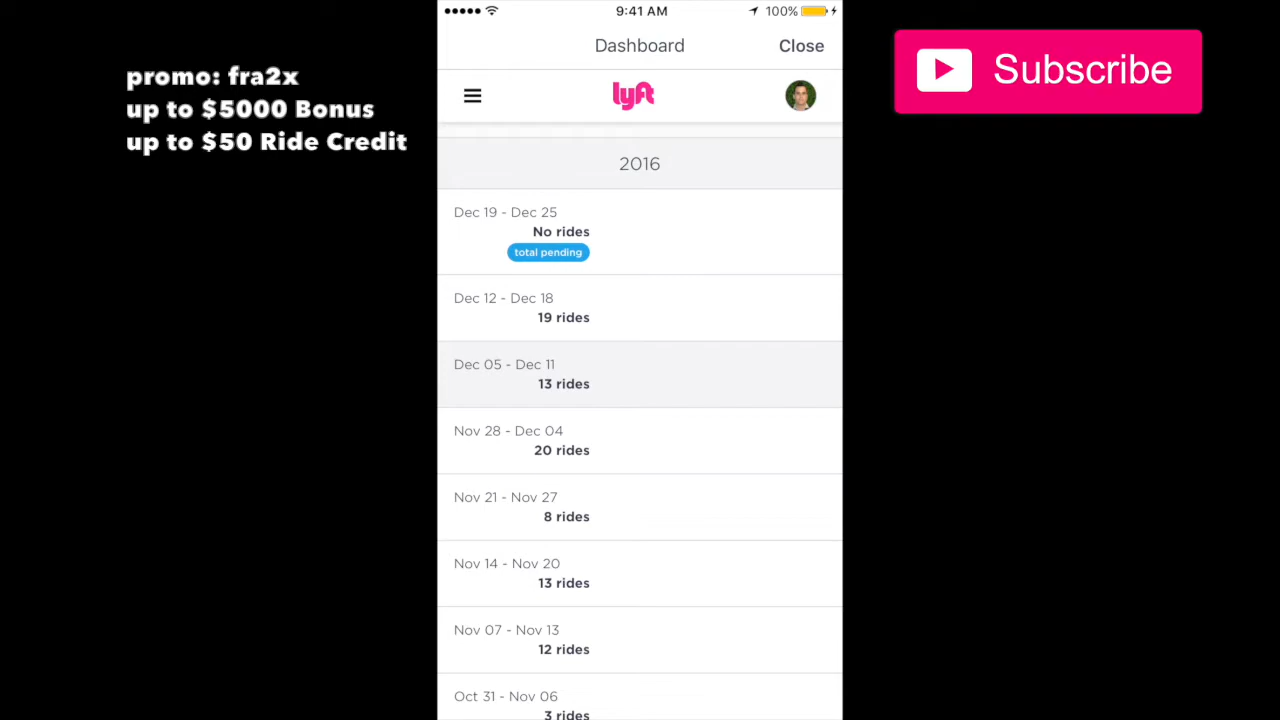 promo: fra2x
up to $5000 Bonus
up to $50 Ride Credit
9:41 AM
100%
Dashboard
Close
lyft
2016
Dec 19 - Dec 25
No rides
total pending
Dec 12 - Dec 18
19 rides
Dec 05 - Dec 11
13 rides
Nov 28 - Dec 04
20 rides
Nov 21 - Nov 27
8 rides
Nov 14 - Nov 20
13 rides
Nov 07 - Nov 13
12 rides
Oct 31 - Nov 06
3 rides
Subscribe